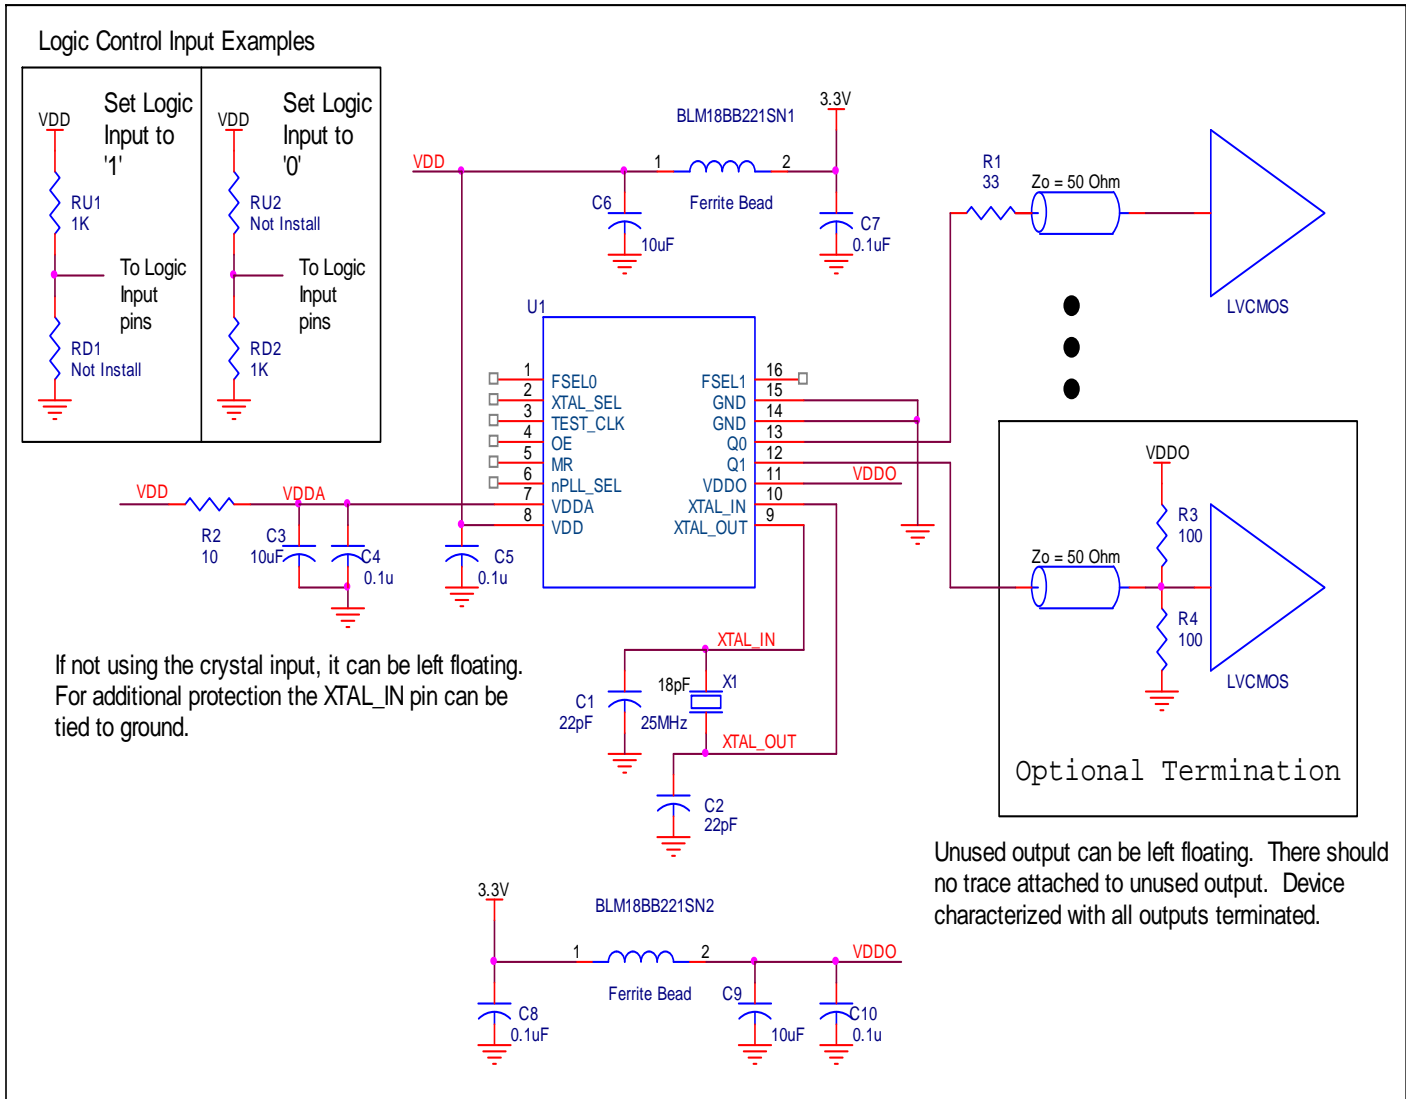 Logic Control Input Examples
VDD
Set Logic
Input to
'1'
RU1
1K
To Logic
Input
pins
RD1
Not Install
VDD
Set Logic
Input to
'0'
RU2
Not Install
To Logic
Input
pins
RD2
1K
VDD
BLM18BB221SN1
1
2
Ferrite Bead
3.3V
C6
10uF
C7
0.1uF
R1
33
Zo = 50 Ohm
LVCMOS
U1
1
FSEL0
2
XTAL_SEL
3
TEST_CLK
4
OE
5
MR
6
nPLL_SEL
7
VDDA
8
VDD
16
FSEL1
15
GND
14
GND
13
Q0
12
Q1
11
VDDO
10
XTAL_IN
9
XTAL_OUT
VDDO
VDD
R2
10
VDDA
C3
10uF
C4
0.1u
C5
0.1u
VDDO
R3
100
Zo = 50 Ohm
R4
100
LVCMOS
Optional Termination
If not using the crystal input, it can be left floating.
For additional protection the XTAL_IN pin can be
tied to ground.
XTAL_IN
C1
22pF
18pF
X1
25MHz
XTAL_OUT
C2
22pF
Unused output can be left floating. There should
no trace attached to unused output. Device
characterized with all outputs terminated.
3.3V
BLM18BB221SN2
1
2
Ferrite Bead
VDDO
C8
0.1uF
C9
10uF
C10
0.1u